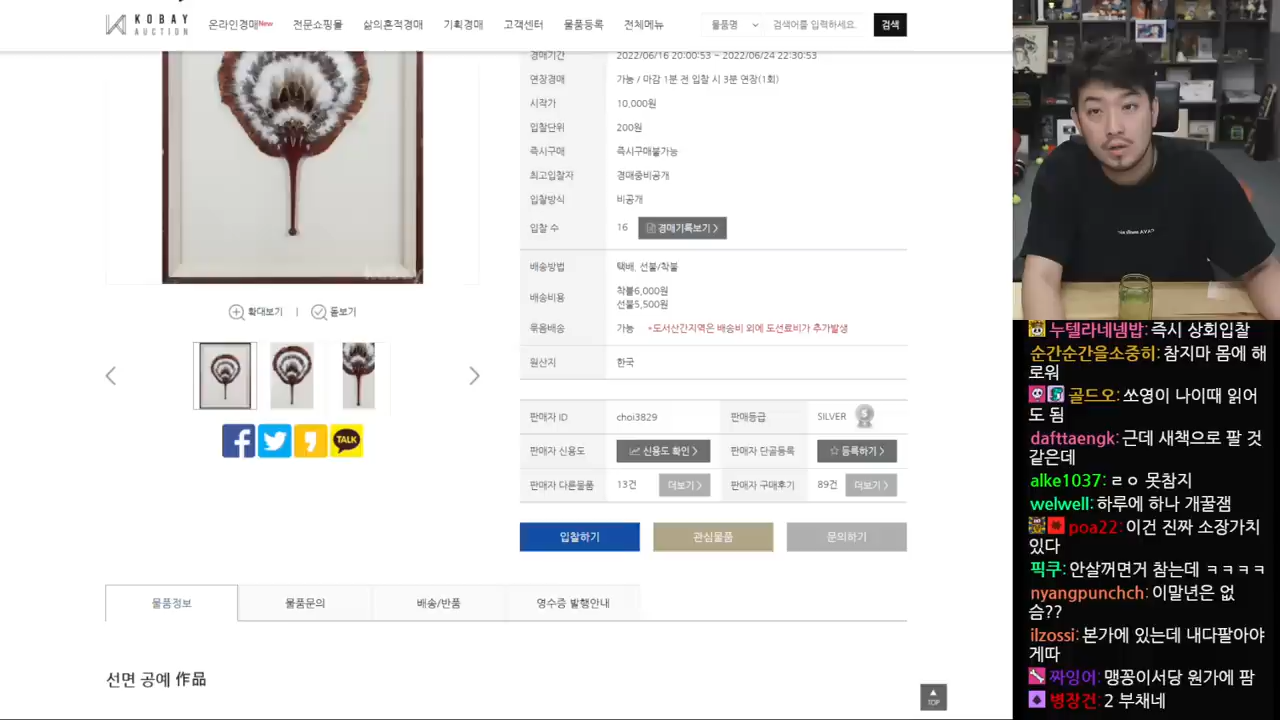 KOBAY
AUCTION
온라인경매New 전문쇼핑몰 삶의흔적경매 기획경매 고객센터 물품등록 전체메뉴 물품명 검색어를 입력하세요. 검색
경매기간 2022/06/16 20:00:53 ~ 2022/06/24 22:30:53
연장경매 가능 / 마감 1분 전 입찰 시 3분 연장(1회)
시작가 10,000원
입찰단위 200원
즉시구매 즉시구매불가능
최고입찰자 경매중비공개
입찰방식 비공개
입찰 수 16 경매기록보기 >
배송방법 택배, 선불/착불
배송비용 착불6,000원
선불5,500원
묶음배송 가능 *도서산간지역은 배송비 외에 도선료비가 추가발생
원산지 한국
kobay
확대보기 | 돋보기
TALK
판매자 ID choi3829 판매등급 SILVER
판매자 신용도 신용도 확인 > 판매자 단골등록 ☆ 등록하기 >
판매자 다른물품 13건 더보기 > 판매자 구매후기 89건 더보기 >
입찰하기 관심물품 문의하기
물품정보 물품문의 배송/반품 영수증 발행안내
선면 공예 作品
TOP
누텔라네넴밥: 즉시 상회입찰
순간순간을소중히: 참지마 몸에 해
로워
골드오: 쏘영이 나이때 읽어
도 됨
dafttaengk: 근데 새책으로 팔 것
같은데
alke1037: ㄹㅇ 못참지
welwell: 하루에 하나 개꿀잼
poa22: 이건 진짜 소장가치
있다
픽쿠: 안살꺼면거 참는데 ㅋㅋㅋㅋ
nyangpunchch: 이말년은 없
슴??
ilzossi: 본가에 있는데 내다팔아야
게따
짜잉어: 맹꽁이서당 원가에 팜
병장건: 2 부채네